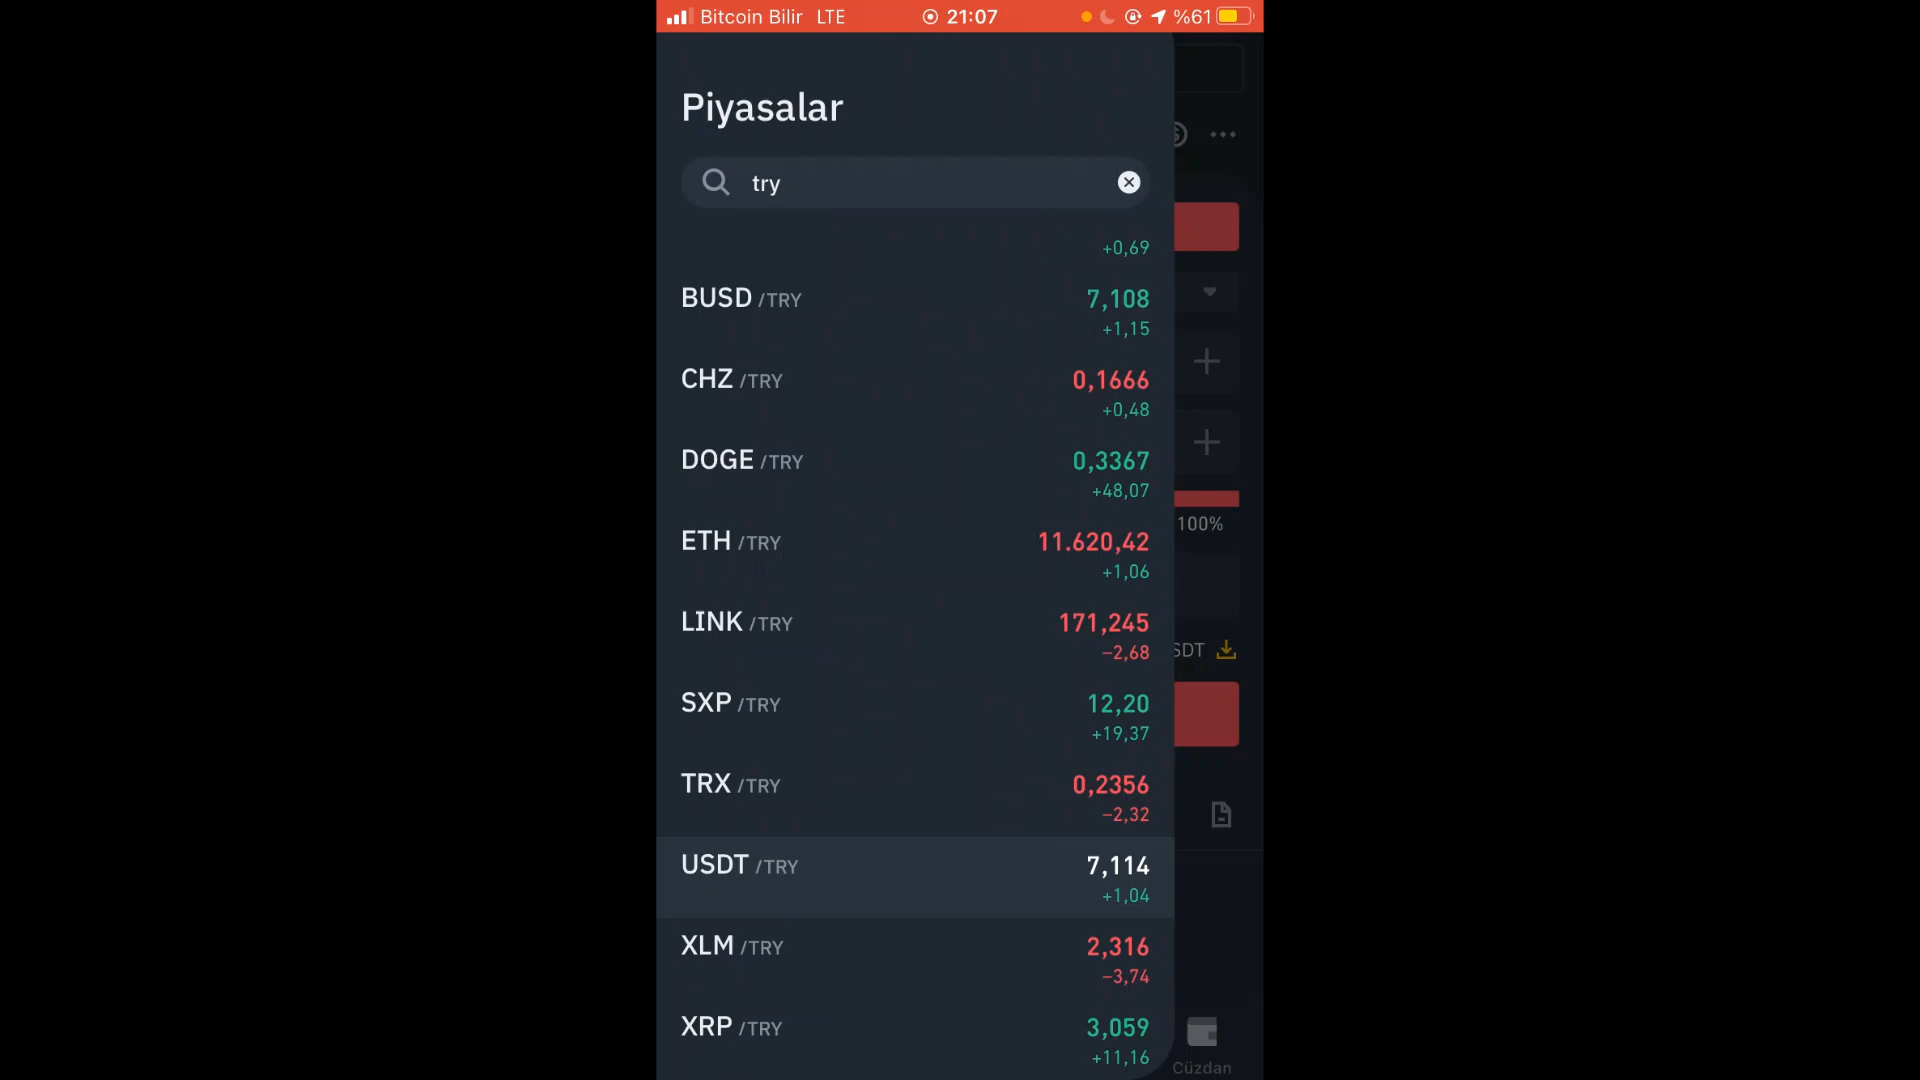 Bitcoin Bilir LTE 21:07 %61
Piyasalar
try
+0,69
BUSD /TRY 7,108
+1,15
CHZ /TRY 0,1666
+0,48
DOGE /TRY 0,3367
+48,07
ETH /TRY 11.620,42
+1,06
100%
LINK /TRY 171,245
SDT
−2,68
SXP /TRY 12,20
+19,37
TRX /TRY 0,2356
−2,32
USDT /TRY 7,114
+1,04
XLM /TRY 2,316
−3,74
XRP /TRY 3,059
+11,16
Cüzdan